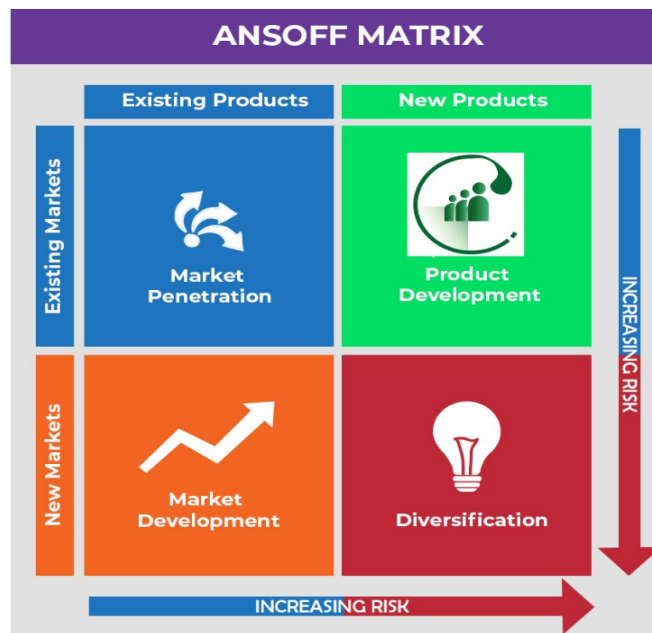 ANSOFF MATRIX
Existing Products
New Products
Existing Markets
Market
Penetration
Product
Development
INCREASING RISK
New Markets
Market
Development
Diversification
INCREASING RISK